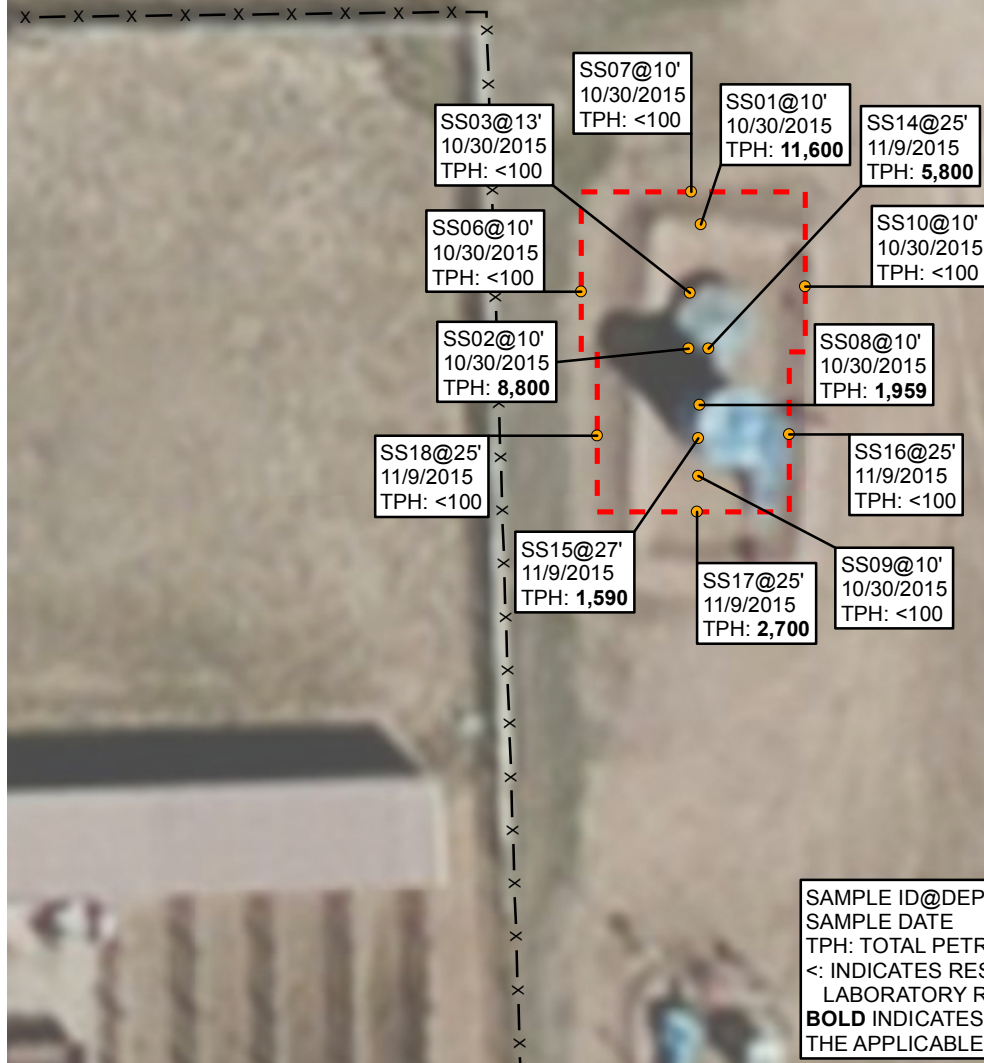 SS07@10'
10/30/2015
TPH: <100
SS01@10'
10/30/2015
TPH: 11,600
SS03@13'
10/30/2015
TPH: <100
SS14@25'
11/9/2015
TPH: 5,800
SS06@10'
10/30/2015
TPH: <100
SS10@10'
10/30/2015
TPH: <100
SS02@10'
10/30/2015
TPH: 8,800
SS08@10'
10/30/2015
TPH: 1,959
SS18@25'
11/9/2015
TPH: <100
SS16@25'
11/9/2015
TPH: <100
SS15@27'
11/9/2015
TPH: 1,590
SS17@25'
11/9/2015
TPH: 2,700
SS09@10'
10/30/2015
TPH: <100
SAMPLE ID@DEP
SAMPLE DATE
TPH: TOTAL PETR
<: INDICATES RES
LABORATORY R
BOLD INDICATES
THE APPLICABLE